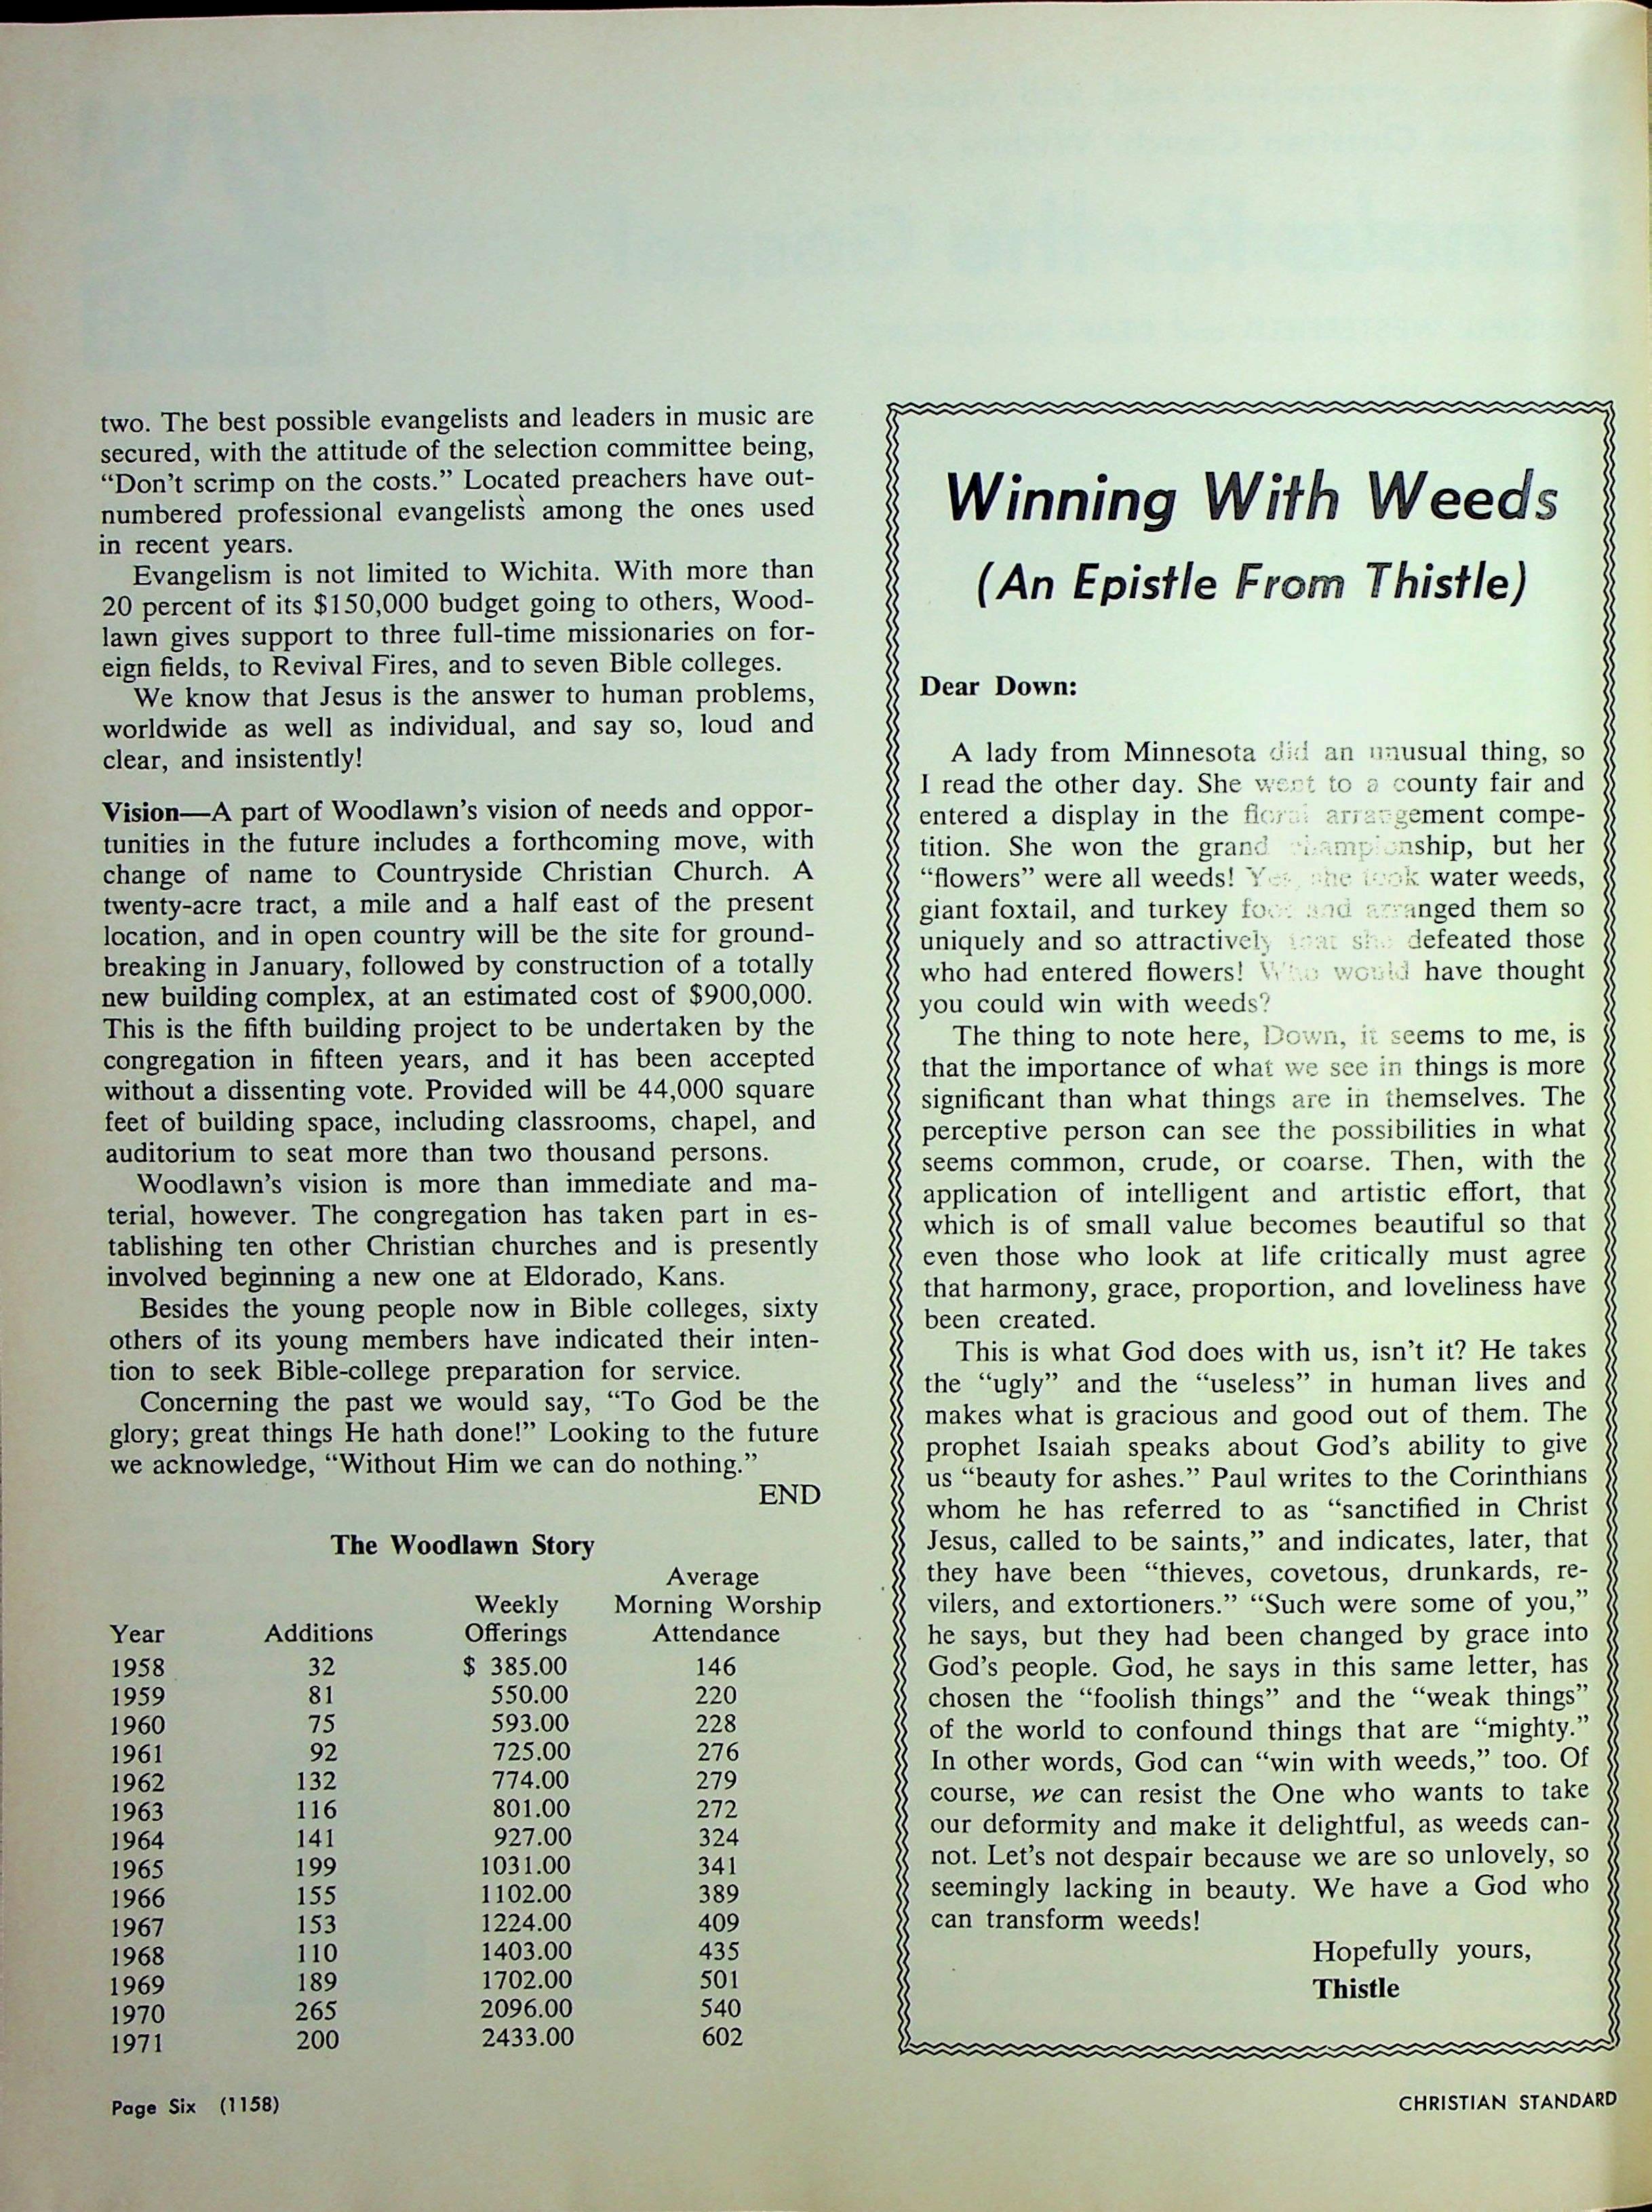 two. The best possible evangelists and leaders in music are
secured, with the attitude of the selection committee being,
“Don't scrimp on the costs.” Located preachers have out-
numbered professional evangelists among the ones used
in recent years.
Evangelism is not limited to Wichita. With more than
20 percent of its $150,000 budget going to others, Wood-
lawn gives support to three full-time missionaries on for-
eign fields, to Revival Fires, and to seven Bible colleges.
We know that Jesus is the answer to human problems,
worldwide as well as individual, and say so, loud and
clear, and insistently!
Vision—A part of Woodlawn's vision of needs and oppor-
tunities in the future includes a forthcoming move, with
change of name to Countryside Christian Church. A
twenty-acre tract, a mile and a half east of the present
location, and in open country will be the site for ground-
breaking in January, followed by construction of a totally
new building complex, at an estimated cost of $900,000.
This is the fifth building project to be undertaken by the
congregation in fifteen years, and it has been accepted
without a dissenting vote. Provided will be 44,000 square
feet of building space, including classrooms, chapel, and
auditorium to seat more than two thousand persons.
Woodlawn's vision is more than immediate and ma-
terial, however. The congregation has taken part in es-
tablishing ten other Christian churches and is presently
involved beginning a new one at Eldorado, Kans.
Besides the young people now in Bible colleges, sixty
others of its young members have indicated their inten-
tion to seek Bible-college preparation for service.
Concerning the past we would say, “To God be the
glory; great things He hath done!” Looking to the future
we acknowledge, “Without Him we can do nothing.”
END
The Woodlawn Story
Average
Weekly Morning Worship
Year Additions Offerings Attendance
1958 32 $ 385.00 146
1959 81 550.00 220
1960 75 593.00 228
1961 92 725.00 276
1962 132 774.00 279
1963 116 801.00 272
1964 141 927.00 324
1965 199 1031.00 341
1966 155 1102.00 389
1967 153 1224.00 409
1968 110 1403.00 435
1969 189 1702.00 501
1970 265 2096.00 540
1971 200 2433.00 602
Winning With Weeds
(An Epistle From Thistle)
Dear Down:
A lady from Minnesota did an unusual thing, so
I read the other day. She went to a county fair and
entered a display in the floral arrangement compe-
tition. She won the grand championship, but her
“flowers” were all weeds! Yes, she took water weeds,
giant foxtail, and turkey foot and arranged them so
uniquely and so attractively that she defeated those
who had entered flowers! Who would have thought
you could win with weeds?
The thing to note here, Down, it seems to me, is
that the importance of what we see in things is more
significant than what things are in themselves. The
perceptive person can see the possibilities in what
seems common, crude, or coarse. Then, with the
application of intelligent and artistic effort, that
which is of small value becomes beautiful so that
even those who look at life critically must agree
that harmony, grace, proportion, and loveliness have
been created.
This is what God does with us, isn't it? He takes
the “ugly” and the “useless” in human lives and
makes what is gracious and good out of them. The
prophet Isaiah speaks about God's ability to give
us “beauty for ashes.” Paul writes to the Corinthians
whom he has referred to as “sanctified in Christ
Jesus, called to be saints,” and indicates, later, that
they have been “thieves, covetous, drunkards, re-
vilers, and extortioners.” “Such were some of you,”
he says, but they had been changed by grace into
God's people. God, he says in this same letter, has
chosen the “foolish things” and the “weak things”
of the world to confound things that are “mighty.”
In other words, God can “win with weeds,” too. Of
course, we can resist the One who wants to take
our deformity and make it delightful, as weeds can-
not. Let's not despair because we are so unlovely, so
seemingly lacking in beauty. We have a God who
can transform weeds!
Hopefully yours,
Thistle
Page Six (1158)
CHRISTIAN STANDARD